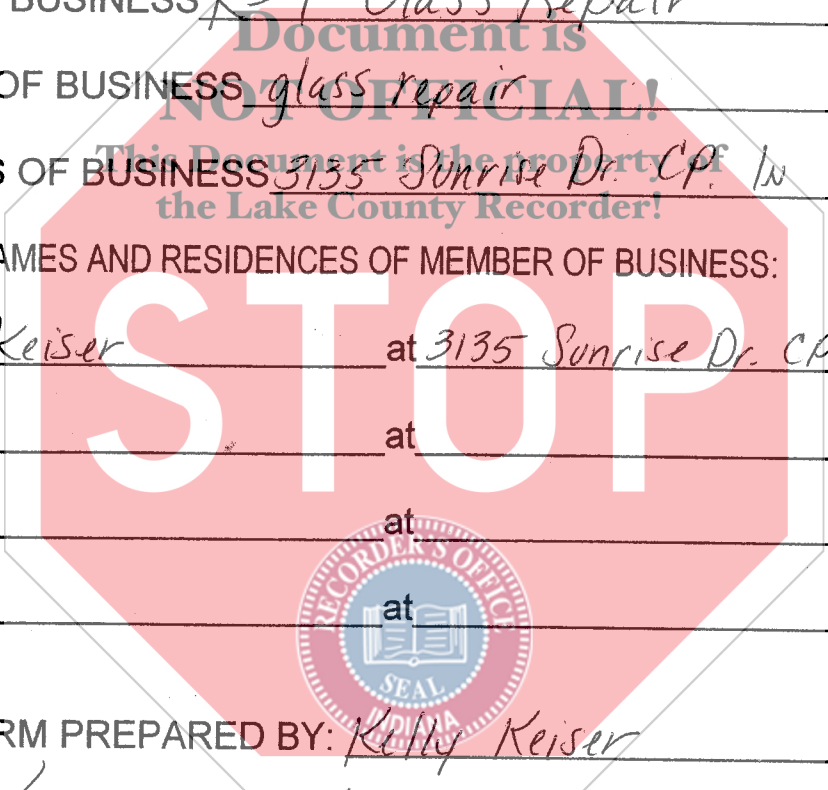 BUSINESS K-1 Glass Repair
Document is
OF BUSINESS glass repair
NOT OFFICIAL!
This Document is the property of
S OF BUSINESS 3135 Sunrise Dr. CP. IN
the Lake County Recorder!
AMES AND RESIDENCES OF MEMBER OF BUSINESS:
Keiser at 3135 Sunrise Dr. CP
STOP
at
at
at
RECORDER'S OFFICE
SEAL
INDIANA
RM PREPARED BY: Kelly Keiser